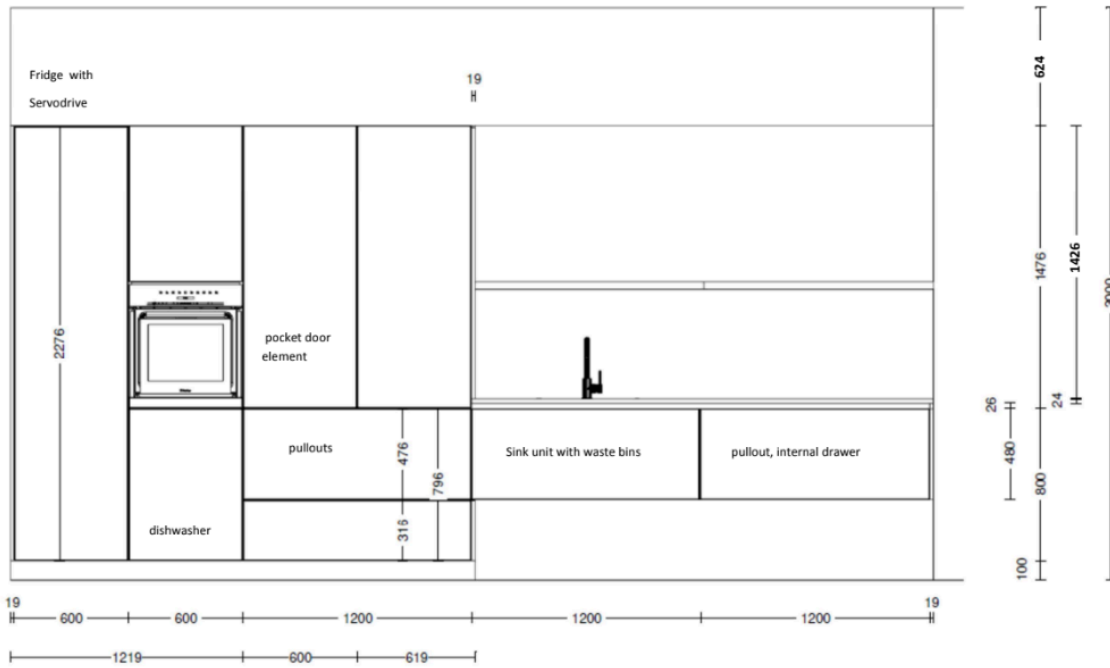 Fridge with
Servodrive
19
624
1476
1426
2276
pocket door
element
26
24
pullouts
476
Sink unit with waste bins
pullout, internal drawer
480
796
800
dishwasher
316
100
19
600
600
1200
1200
1200
19
1219
600
619